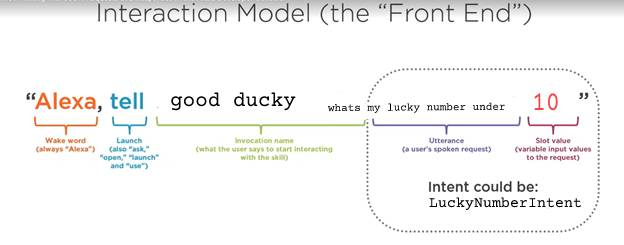 Interaction Model (the “Front End”)
“Alexa, tell good ducky whats my lucky number under 10 ”
Wake word
(always “Alexa”)
Launch
(also “ask,”
“open,” “launch”
and “use”)
Invocation name
(what the user says to start interacting
with the skill)
Utterance
(a user's spoken request)
Slot value
(variable input values
to the request)
Intent could be:
LuckyNumberIntent